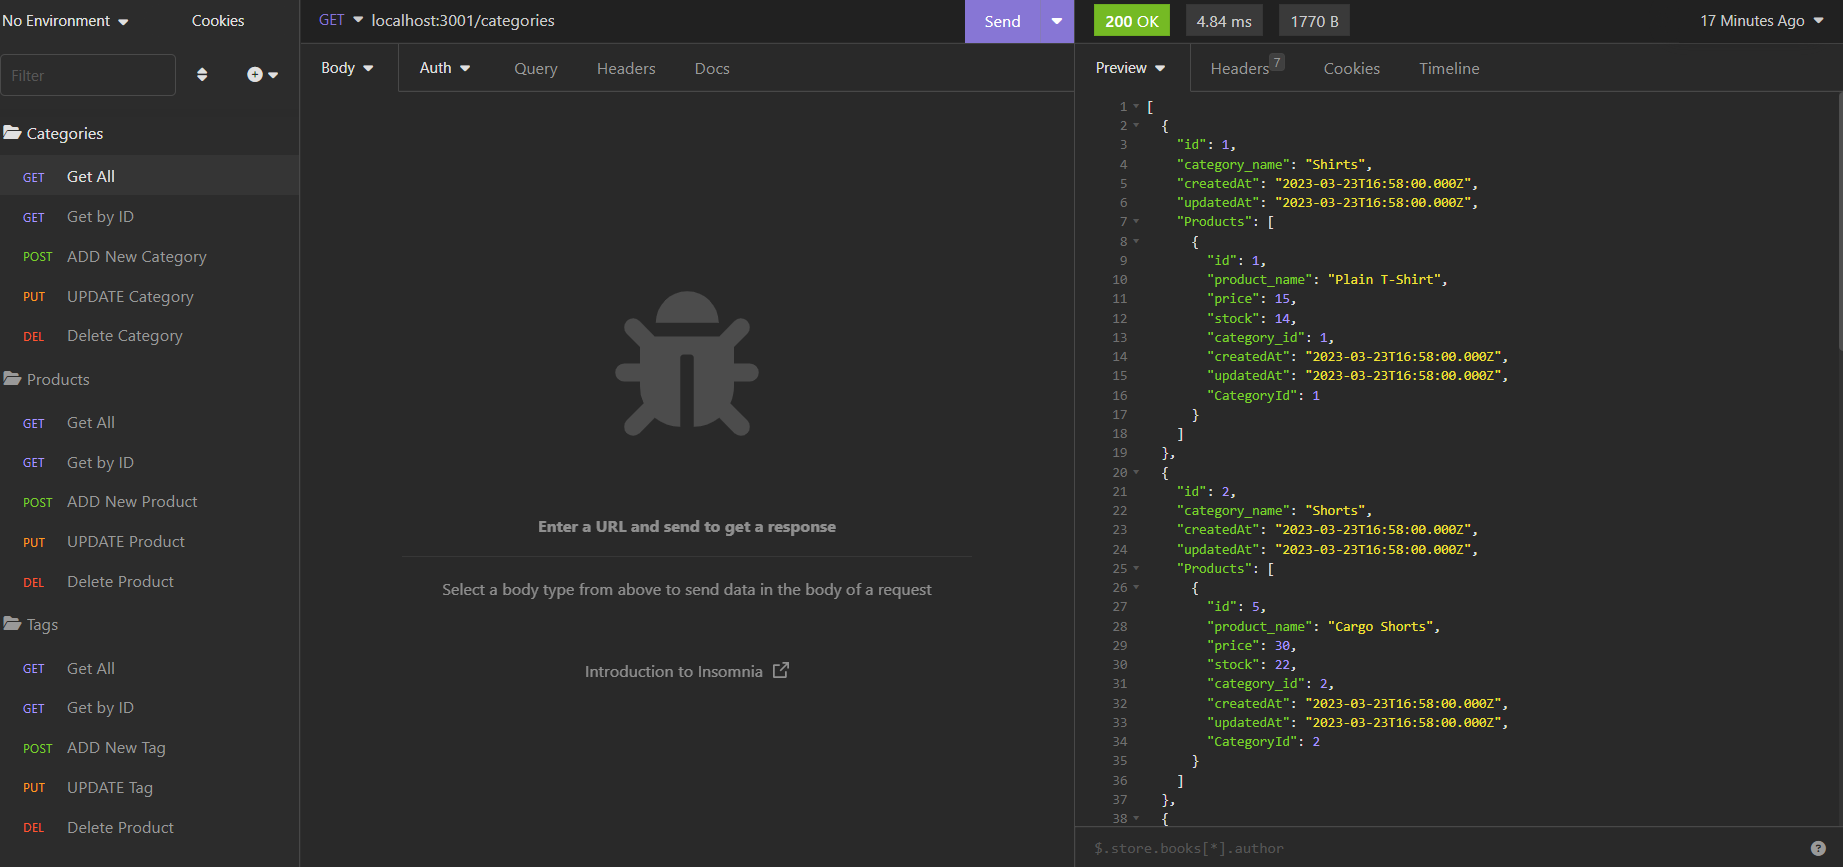 No Environment
Cookies
Filter
Categories
GET Get All
GET Get by ID
POST ADD New Category
PUT UPDATE Category
DEL Delete Category
Products
GET Get All
GET Get by ID
POST ADD New Product
PUT UPDATE Product
DEL Delete Product
Tags
GET Get All
GET Get by ID
POST ADD New Tag
PUT UPDATE Tag
DEL Delete Product
GET localhost:3001/categories
Send
Body Auth Query Headers Docs
Enter a URL and send to get a response
Select a body type from above to send data in the body of a request
Introduction to Insomnia
200 OK 4.84 ms 1770 B 17 Minutes Ago
Preview Headers 7 Cookies Timeline
1 [
2 {
3 "id": 1,
4 "category_name": "Shirts",
5 "createdAt": "2023-03-23T16:58:00.000Z",
6 "updatedAt": "2023-03-23T16:58:00.000Z",
7 "Products": [
8 {
9 "id": 1,
10 "product_name": "Plain T-Shirt",
11 "price": 15,
12 "stock": 14,
13 "category_id": 1,
14 "createdAt": "2023-03-23T16:58:00.000Z",
15 "updatedAt": "2023-03-23T16:58:00.000Z",
16 "CategoryId": 1
17 }
18 ]
19 },
20 {
21 "id": 2,
22 "category_name": "Shorts",
23 "createdAt": "2023-03-23T16:58:00.000Z",
24 "updatedAt": "2023-03-23T16:58:00.000Z",
25 "Products": [
26 {
27 "id": 5,
28 "product_name": "Cargo Shorts",
29 "price": 30,
30 "stock": 22,
31 "category_id": 2,
32 "createdAt": "2023-03-23T16:58:00.000Z",
33 "updatedAt": "2023-03-23T16:58:00.000Z",
34 "CategoryId": 2
35 }
36 ]
37 },
38 {
$.store.books[*].author
?